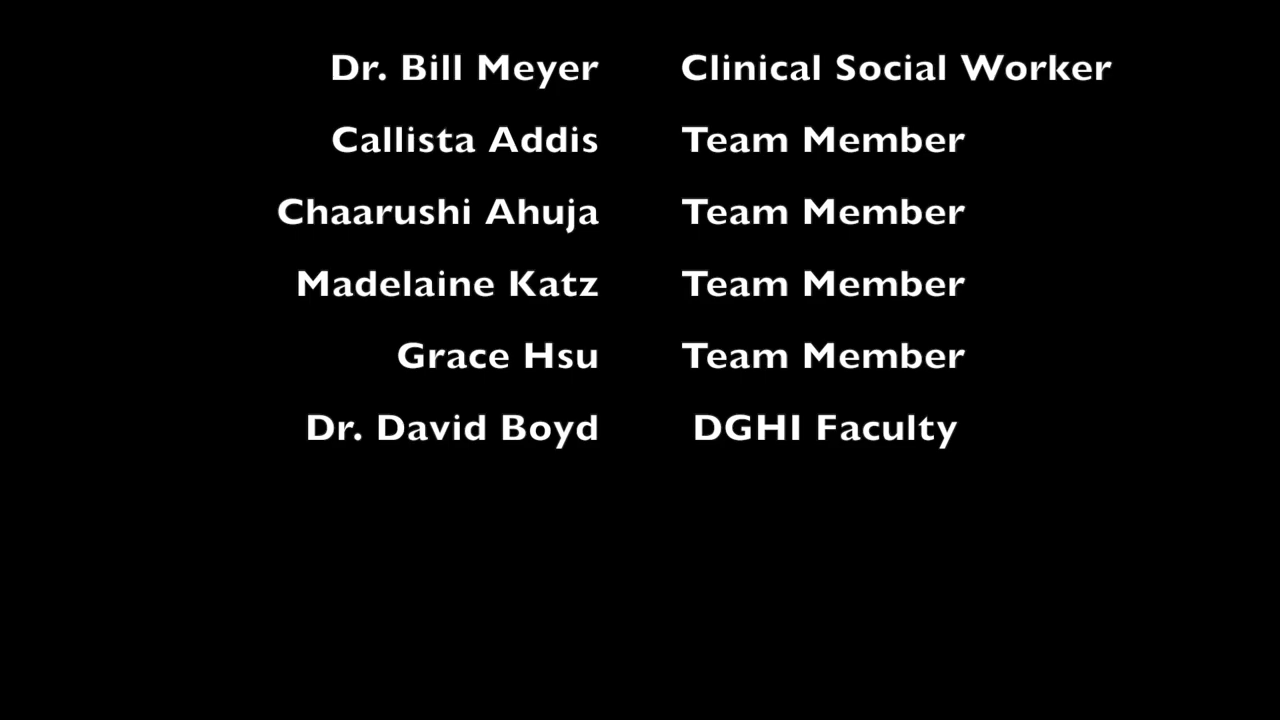 Dr. Bill Meyer Clinical Social Worker
Callista Addis Team Member
Chaarushi Ahuja Team Member
Madelaine Katz Team Member
Grace Hsu Team Member
Dr. David Boyd DGHI Faculty